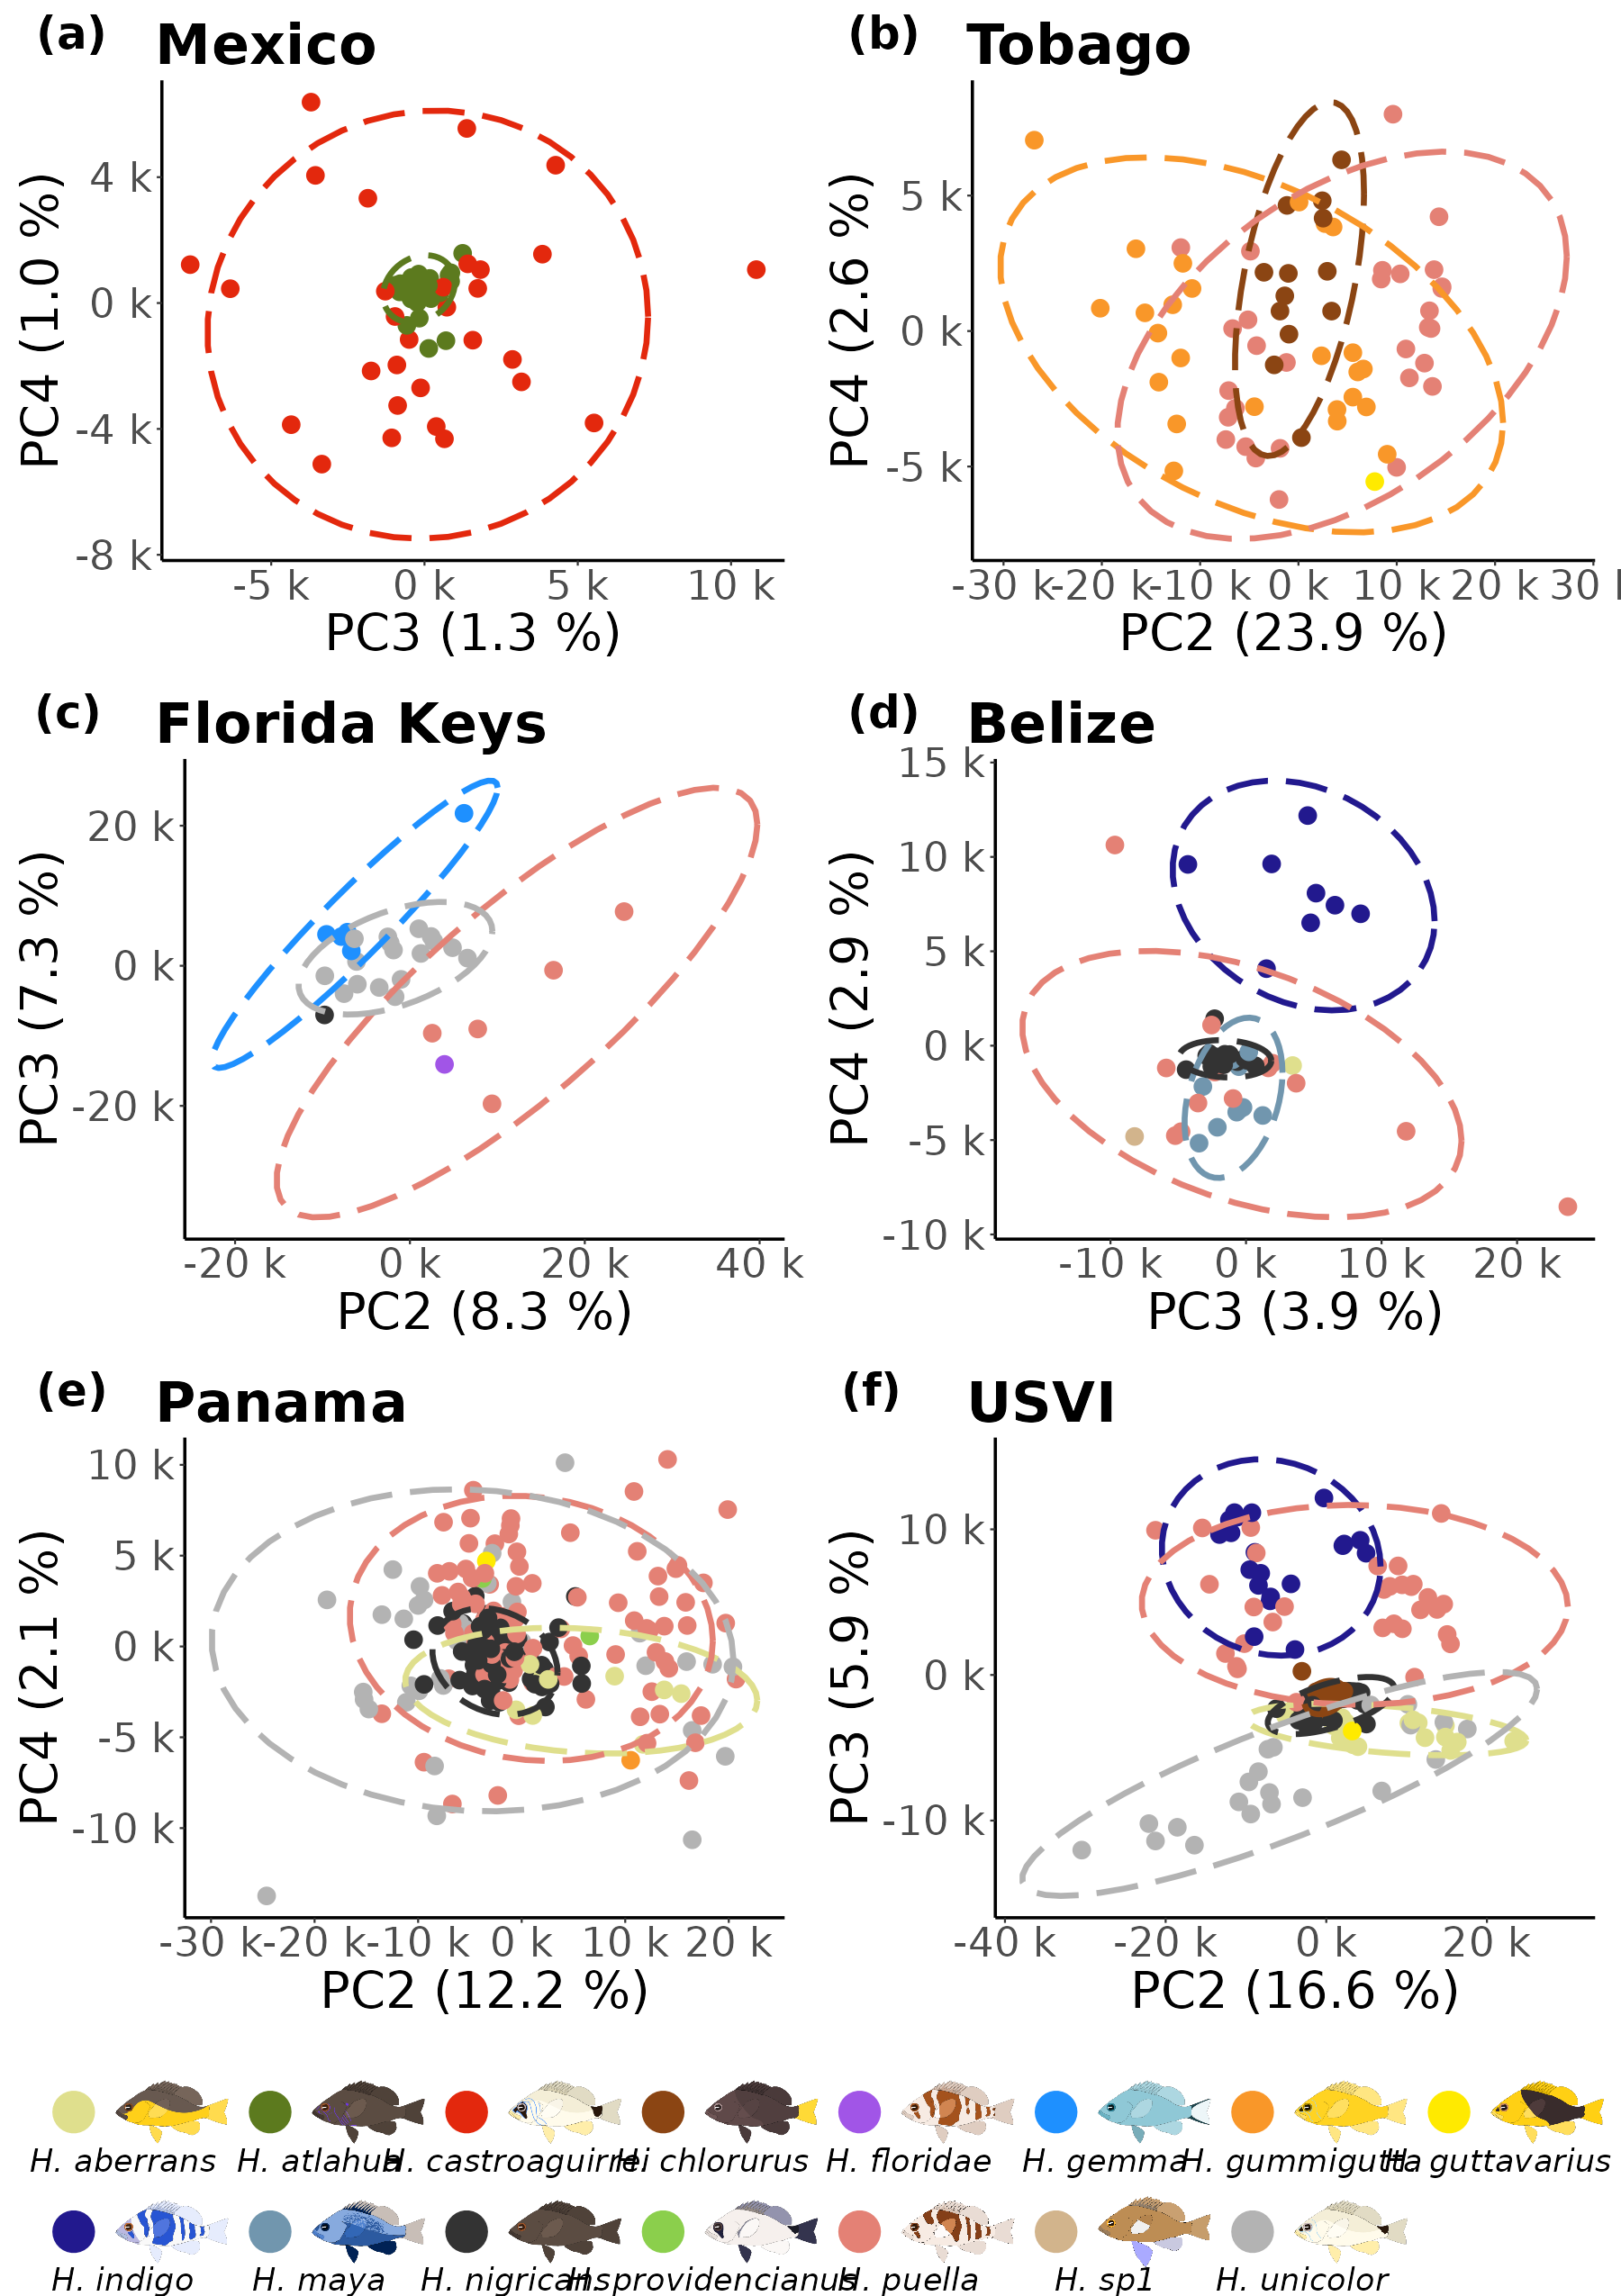 (a) Mexico
(b) Tobago
PC4 (1.0 %)
4 k
0 k
-4 k
-8 k
-5 k 0 k 5 k 10 k
PC3 (1.3 %)
PC4 (2.6 %)
5 k
0 k
-5 k
-30 k -20 k -10 k 0 k 10 k 20 k 30 k
PC2 (23.9 %)
(c) Florida Keys
(d) Belize
PC3 (7.3 %)
20 k
0 k
-20 k
-20 k 0 k 20 k 40 k
PC2 (8.3 %)
PC4 (2.9 %)
15 k
10 k
5 k
0 k
-5 k
-10 k
-10 k 0 k 10 k 20 k
PC3 (3.9 %)
(e) Panama
(f) USVI
PC4 (2.1 %)
10 k
5 k
0 k
-5 k
-10 k
-30 k -20 k -10 k 0 k 10 k 20 k
PC2 (12.2 %)
PC3 (5.9 %)
10 k
0 k
-10 k
-40 k -20 k 0 k 20 k
PC2 (16.6 %)
H. aberrans H. atlahua H. castroaguirrei H. chlorurus H. floridae H. gemma H. gummigutta H. guttavarius
H. indigo H. maya H. nigricans H. providencianus H. puella H. sp1 H. unicolor